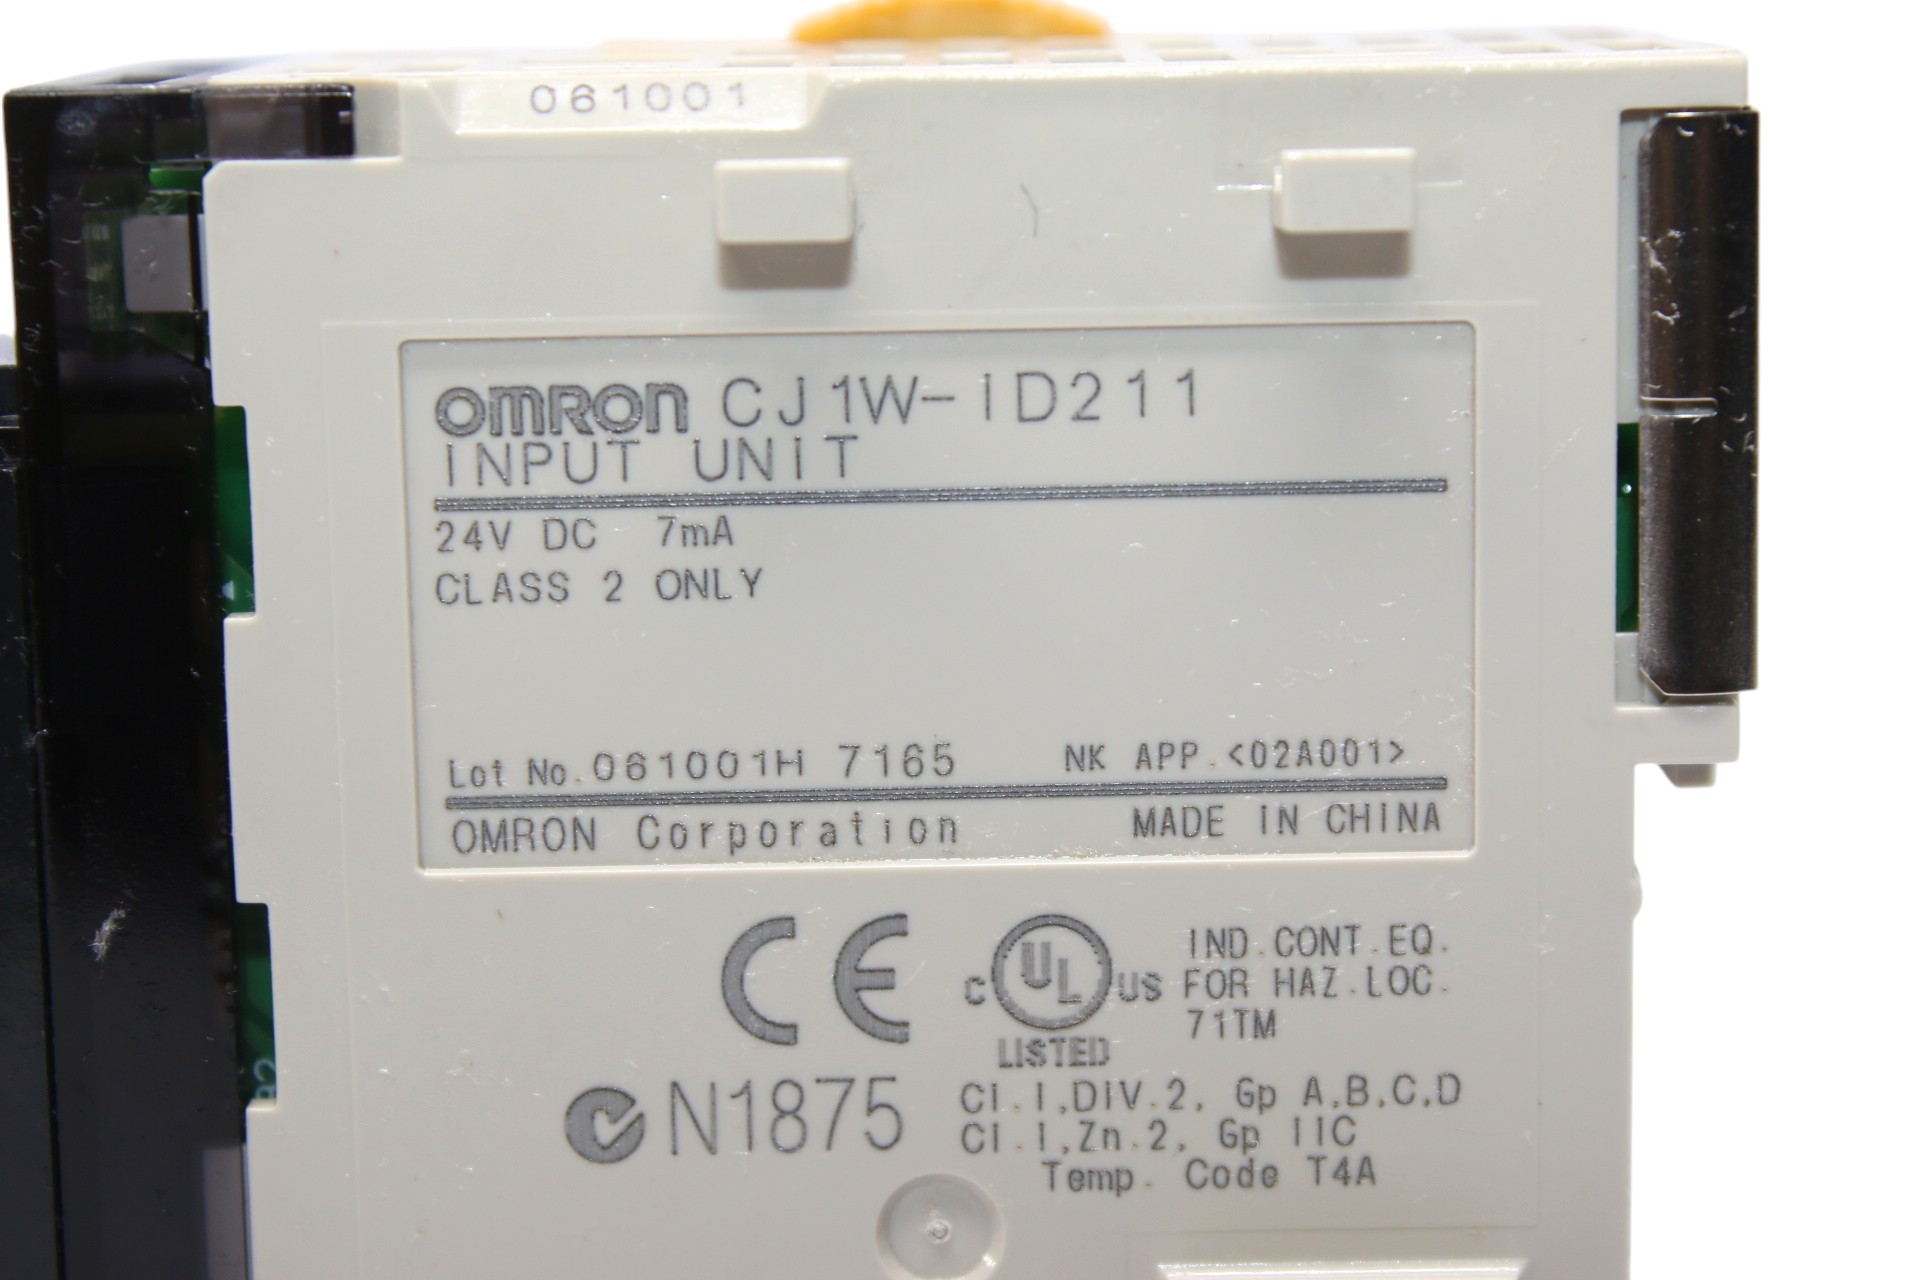 061001
OMRON CJ1W-ID211
INPUT UNIT
24V DC 7mA
CLASS 2 ONLY
Lot No. 061001H 7165 NK APP. <02A001>
OMRON Corporation MADE IN CHINA
CE
C UL US
LISTED
IND.CONT.EQ.
FOR HAZ.LOC.
71TM
N1875
Cl.I,DIV.2, Gp A,B,C,D
Cl.I,Zn.2, Gp IIC
Temp. Code T4A